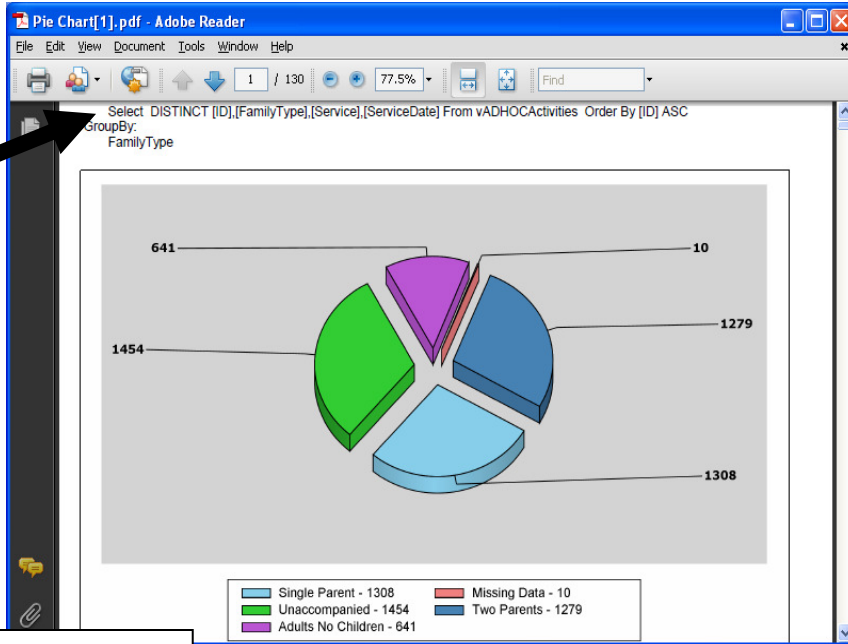 Pie Chart[1].pdf - Adobe Reader
File Edit View Document Tools Window Help
1 / 130 77.5% Find
Select DISTINCT [ID],[FamilyType],[Service],[ServiceDate] From vADHOCActivities Order By [ID] ASC
GroupBy:
FamilyType
641 10
1279
1454
1308
Single Parent - 1308 Missing Data - 10
Unaccompanied - 1454 Two Parents - 1279
Adults No Children - 641